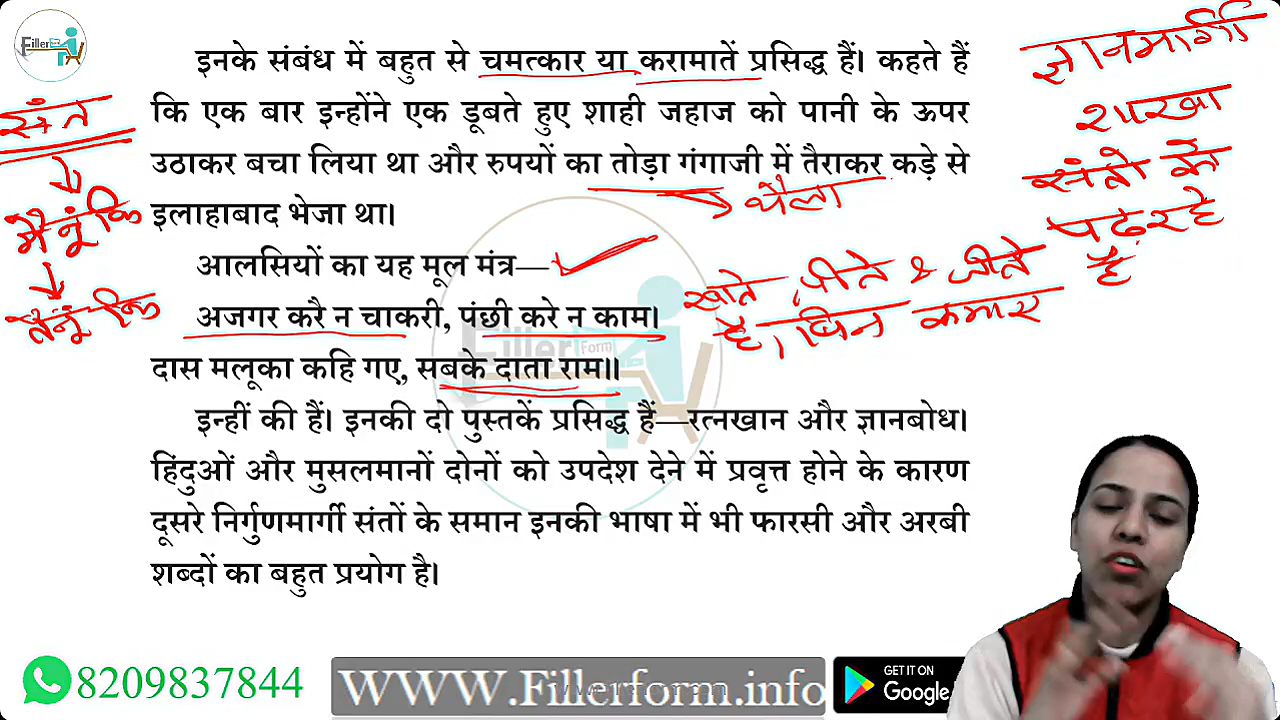 Filler Form
इनके संबंध में बहुत से चमत्कार या करामातें प्रसिद्ध हैं। कहते हैं
कि एक बार इन्होंने एक डूबते हुए शाही जहाज को पानी के ऊपर
उठाकर बचा लिया था और रुपयों का तोड़ा गंगाजी में तैराकर कड़े से
इलाहाबाद भेजा था।
आलसियों का यह मूल मंत्र—
अजगर करै न चाकरी, पंछी करे न काम।
दास मलूका कहि गए, सबके दाता राम॥
इन्हीं की हैं। इनकी दो पुस्तकें प्रसिद्ध हैं—रत्नखान और ज्ञानबोध।
हिंदुओं और मुसलमानों दोनों को उपदेश देने में प्रवृत्त होने के कारण
दूसरे निर्गुणमार्गी संतों के समान इनकी भाषा में भी फारसी और अरबी
शब्दों का बहुत प्रयोग है।
संत
थैला
खाते पीते & जीते
है, बिन कमार
ज्ञानमार्गी
शाखा
संतो के
पढ रहे
है
8209837844
www.Fillerform.info
GET IT ON
Google